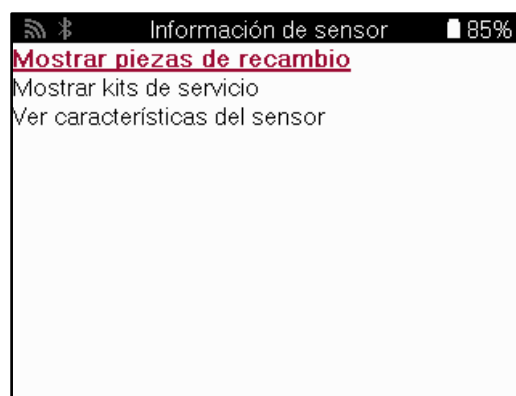 Información de sensor 85%
Mostrar piezas de recambio
Mostrar kits de servicio
Ver características del sensor